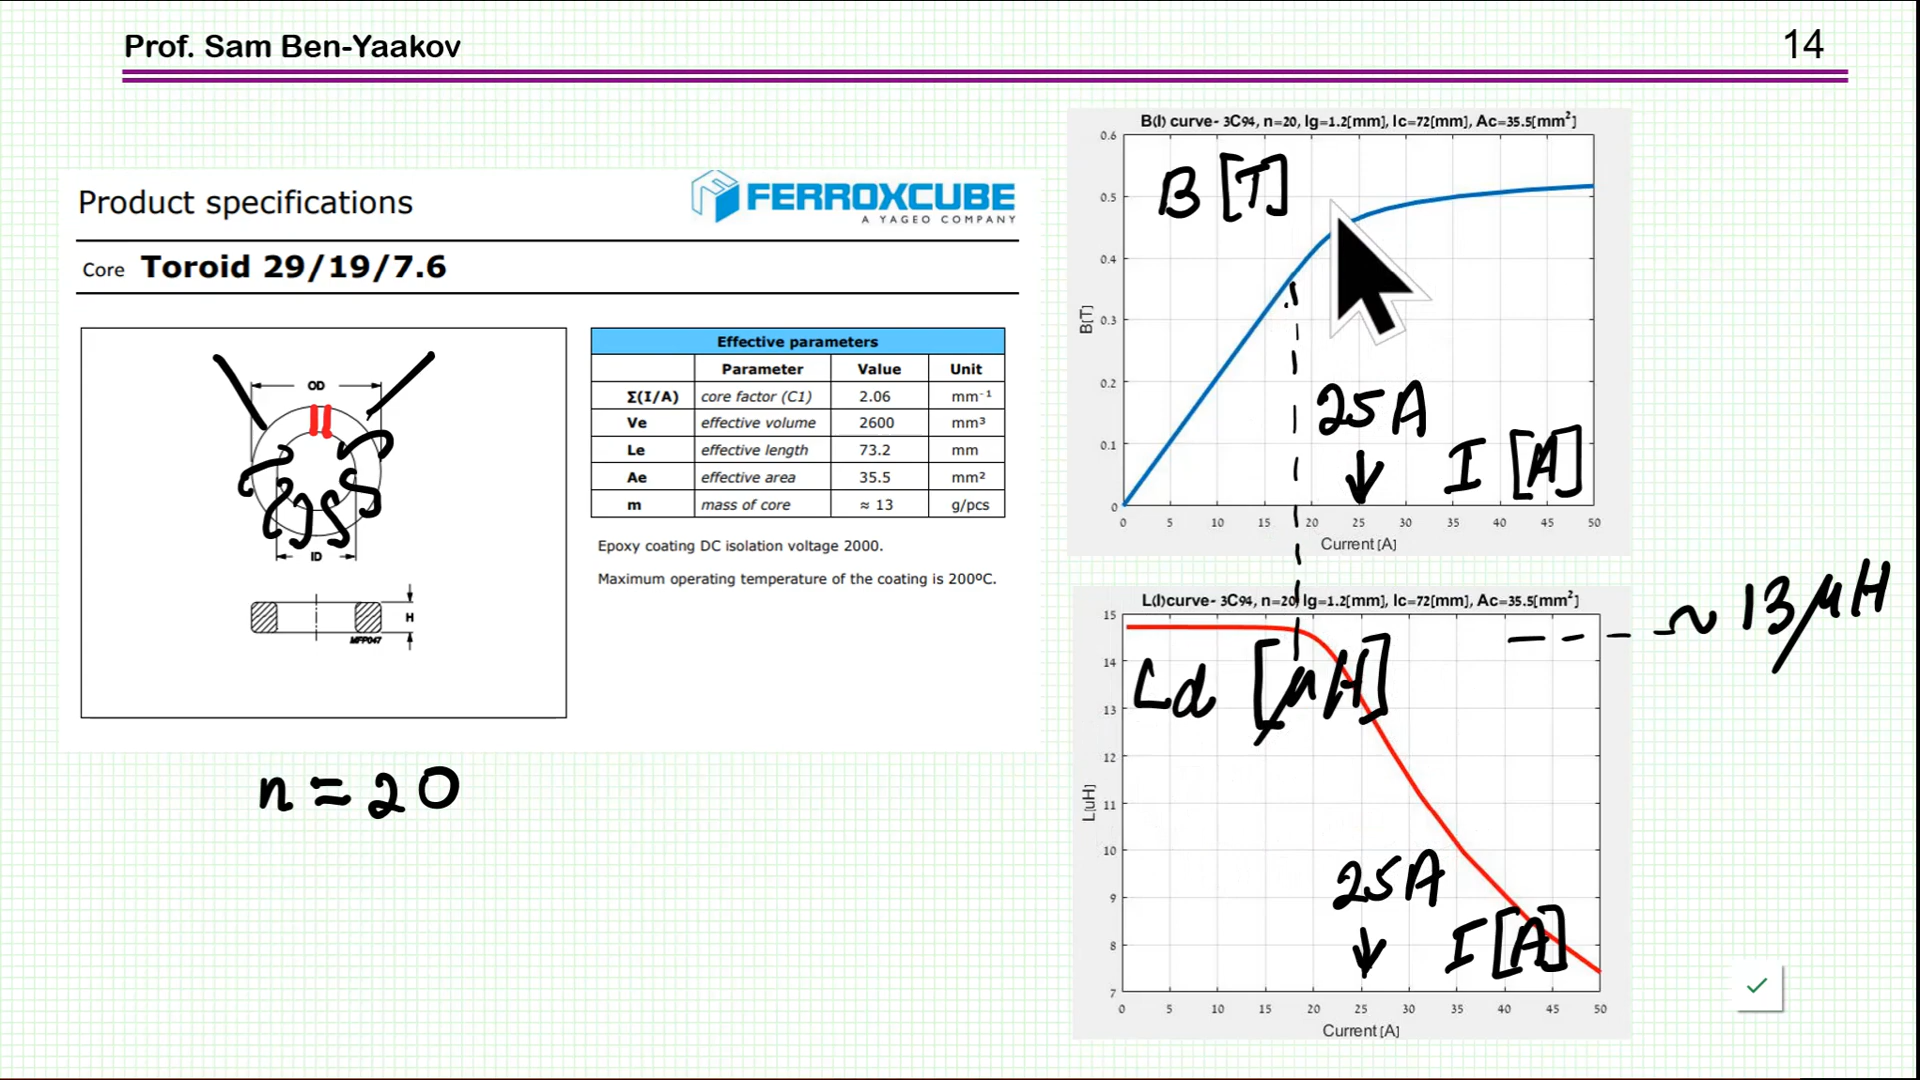 Prof. Sam Ben-Yaakov
14
Product specifications
FERROXCUBE
A YAGEO COMPANY
Core Toroid 29/19/7.6
OD
ID
H
MFP047
Effective parameters
Parameter Value Unit
Σ(I/A) core factor (C1) 2.06 mm⁻¹
Ve effective volume 2600 mm³
Le effective length 73.2 mm
Ae effective area 35.5 mm²
m mass of core ≈ 13 g/pcs
Epoxy coating DC isolation voltage 2000.
Maximum operating temperature of the coating is 200ºC.
n = 20
B(I) curve- 3C94, n=20, lg=1.2[mm], lc=72[mm], Ac=35.5[mm²]
B [T]
25A
I [A]
B[T]
0.6
0.5
0.4
0.3
0.2
0.1
0
0 5 10 15 20 25 30 35 40 45 50
Current [A]
L(I)curve- 3C94, n=20, lg=1.2[mm], lc=72[mm], Ac=35.5[mm²]
~ 13 μH
Ld [μH]
25A
I [A]
L[uH]
15
14
13
12
11
10
9
8
7
0 5 10 15 20 25 30 35 40 45 50
Current [A]